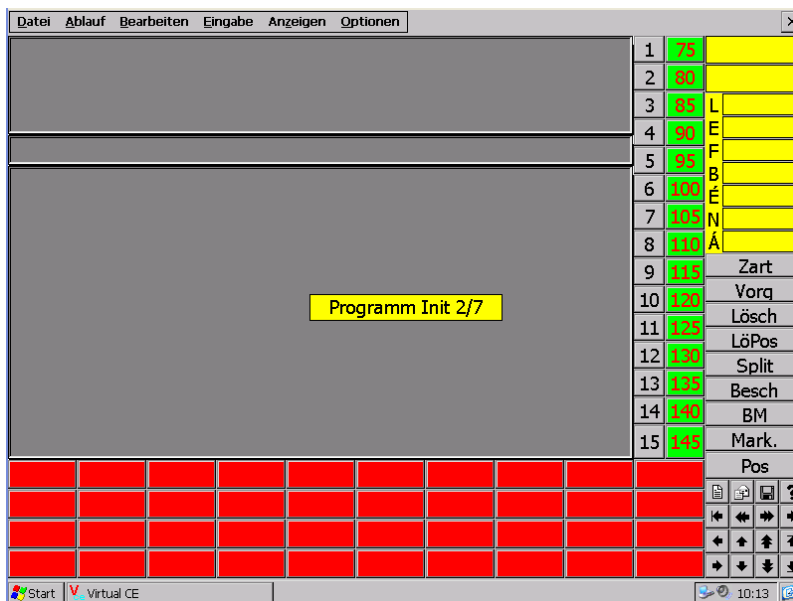 Datei Ablauf Bearbeiten Eingabe Anzeigen Optionen
1 75
2 80
3 85 L
4 90 E
5 95 F
6 100 B
7 105 É
8 110 N
9 115 Á
10 120
11 125
12 130
13 135
14 140
15 145
Zart
Vorg
Lösch
LöPos
Split
Besch
BM
Mark.
Pos
Programm Init 2/7
Start Virtual CE 10:13